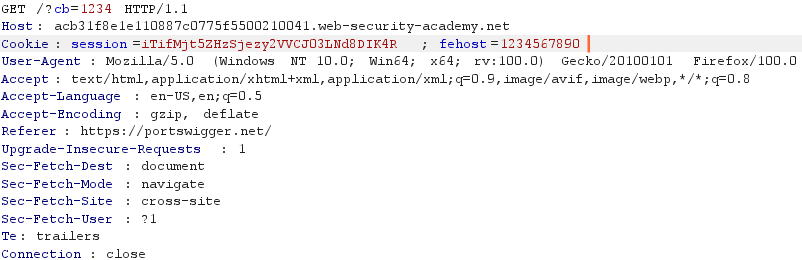 GET /?cb=1234 HTTP/1.1
Host: acb31f8e1e110887c0775f5500210041.web-security-academy.net
Cookie: session=iTifMjt5ZHzSjezy2VVCJO3LNd8DIK4R ; fehost=1234567890
User-Agent: Mozilla/5.0 (Windows NT 10.0; Win64; x64; rv:100.0) Gecko/20100101 Firefox/100.0
Accept: text/html,application/xhtml+xml,application/xml;q=0.9,image/avif,image/webp,*/*;q=0.8
Accept-Language: en-US,en;q=0.5
Accept-Encoding: gzip, deflate
Referer: https://portswigger.net/
Upgrade-Insecure-Requests : 1
Sec-Fetch-Dest : document
Sec-Fetch-Mode : navigate
Sec-Fetch-Site : cross-site
Sec-Fetch-User : ?1
Te: trailers
Connection : close